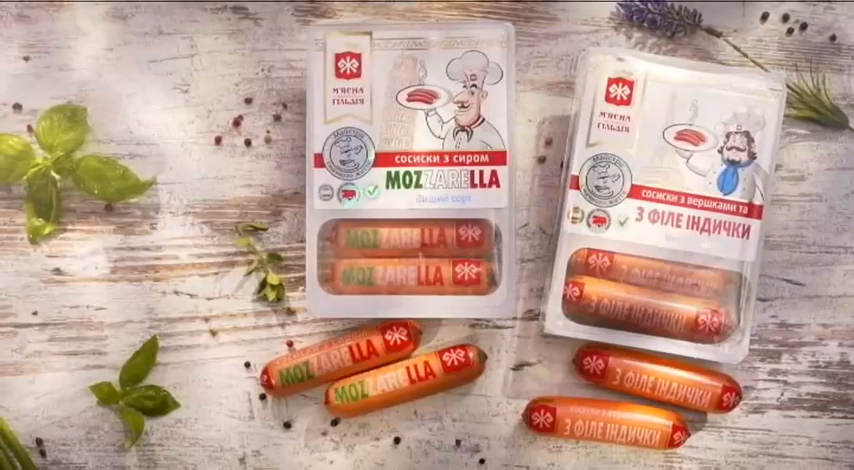 М'ЯСНА
ГІЛЬДІЯ
сосиски з сиром
MOZZARELLA
Вищий сорт
MOZZARELLA
MOZZARELLA
MOZZARELLA
MOZZARELLA
М'ЯСНА
ГІЛЬДІЯ
сосиски з вершками та
З ФІЛЕ ІНДИЧКИ
З ФІЛЕ ІНДИЧКИ
З ФІЛЕ ІНДИЧКИ
З ФІЛЕ ІНДИЧКИ
З ФІЛЕ ІНДИЧКИ